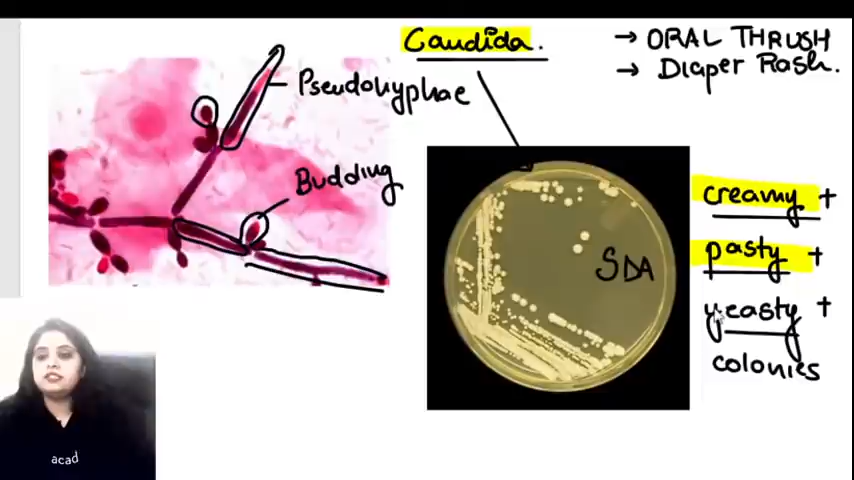 Candida.
→ ORAL THRUSH
→ Diaper Rash.
Pseudohyphae
Budding
SDA
creamy +
pasty +
yeasty +
colonies
acad